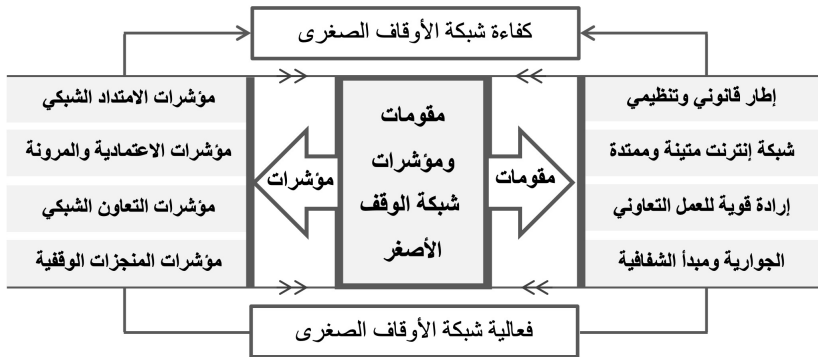 كفاءة شبكة الأوقاف الصغرى
إطار قانوني وتنظيمي
شبكة إنترنت متينة وممتدة
إرادة قوية للعمل التعاوني
الجوارية ومبدأ الشفافية
مقومات
مقومات
ومؤشرات
شبكة الوقف
الأصغر
مؤشرات
مؤشرات الامتداد الشبكي
مؤشرات الاعتمادية والمرونة
مؤشرات التعاون الشبكي
مؤشرات المنجزات الوقفية
فعالية شبكة الأوقاف الصغرى